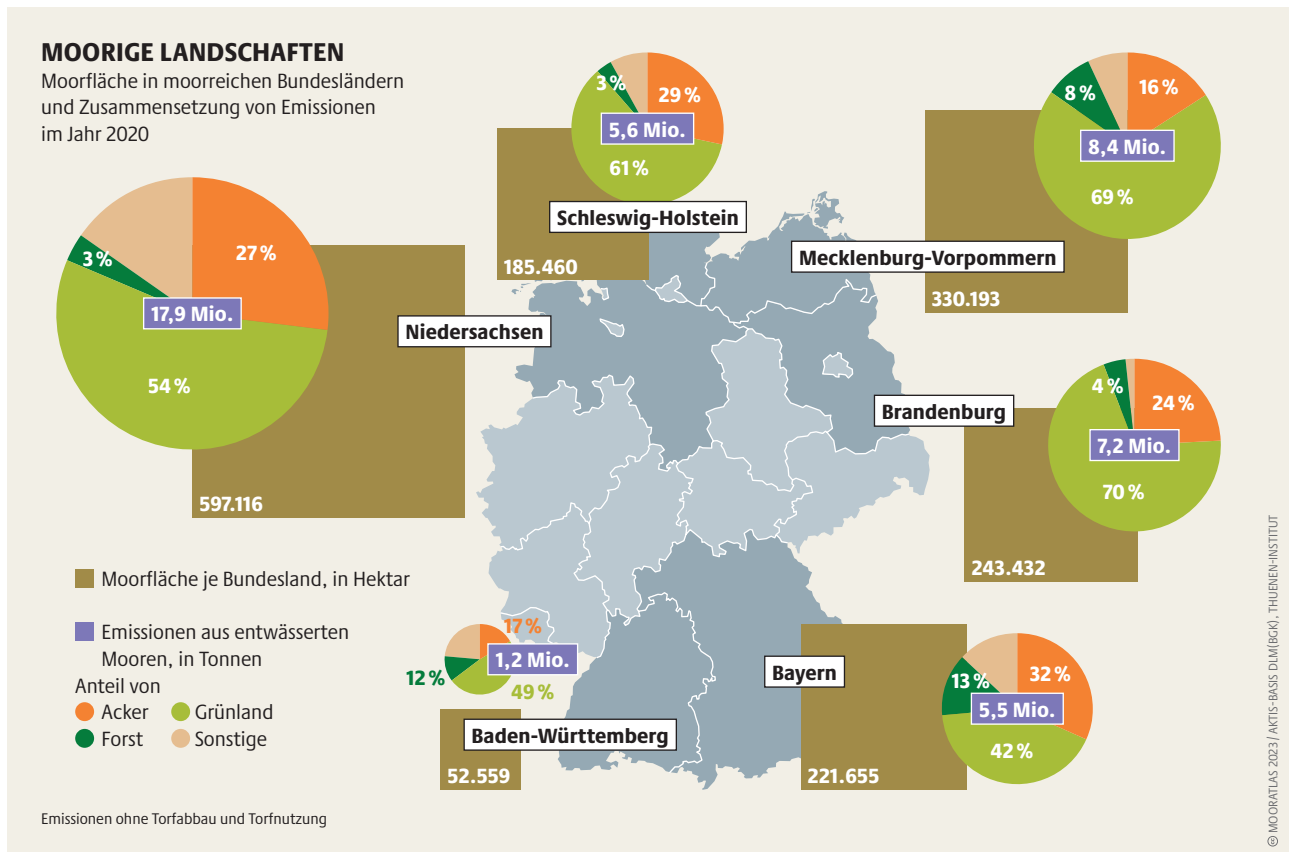 MOORIGE LANDSCHAFTEN
Moorfläche in moorreichen Bundesländern
und Zusammensetzung von Emissionen
im Jahr 2020
3 %
29 %
5,6 Mio.
61 %
Schleswig-Holstein
185.460
8 %
16 %
8,4 Mio.
69 %
Mecklenburg-Vorpommern
330.193
27 %
3 %
17,9 Mio.
54 %
Niedersachsen
597.116
4 %
24 %
7,2 Mio.
70 %
Brandenburg
243.432
17 %
1,2 Mio.
12 %
49 %
Baden-Württemberg
52.559
32 %
13 %
5,5 Mio.
42 %
Bayern
221.655
Moorfläche je Bundesland, in Hektar
Emissionen aus entwässerten
Mooren, in Tonnen
Anteil von
Acker
Grünland
Forst
Sonstige
Emissionen ohne Torfabbau und Torfnutzung
© MOORATLAS 2023 / AKTIS-BASIS DLM(BGK), THUENEN-INSTITUT